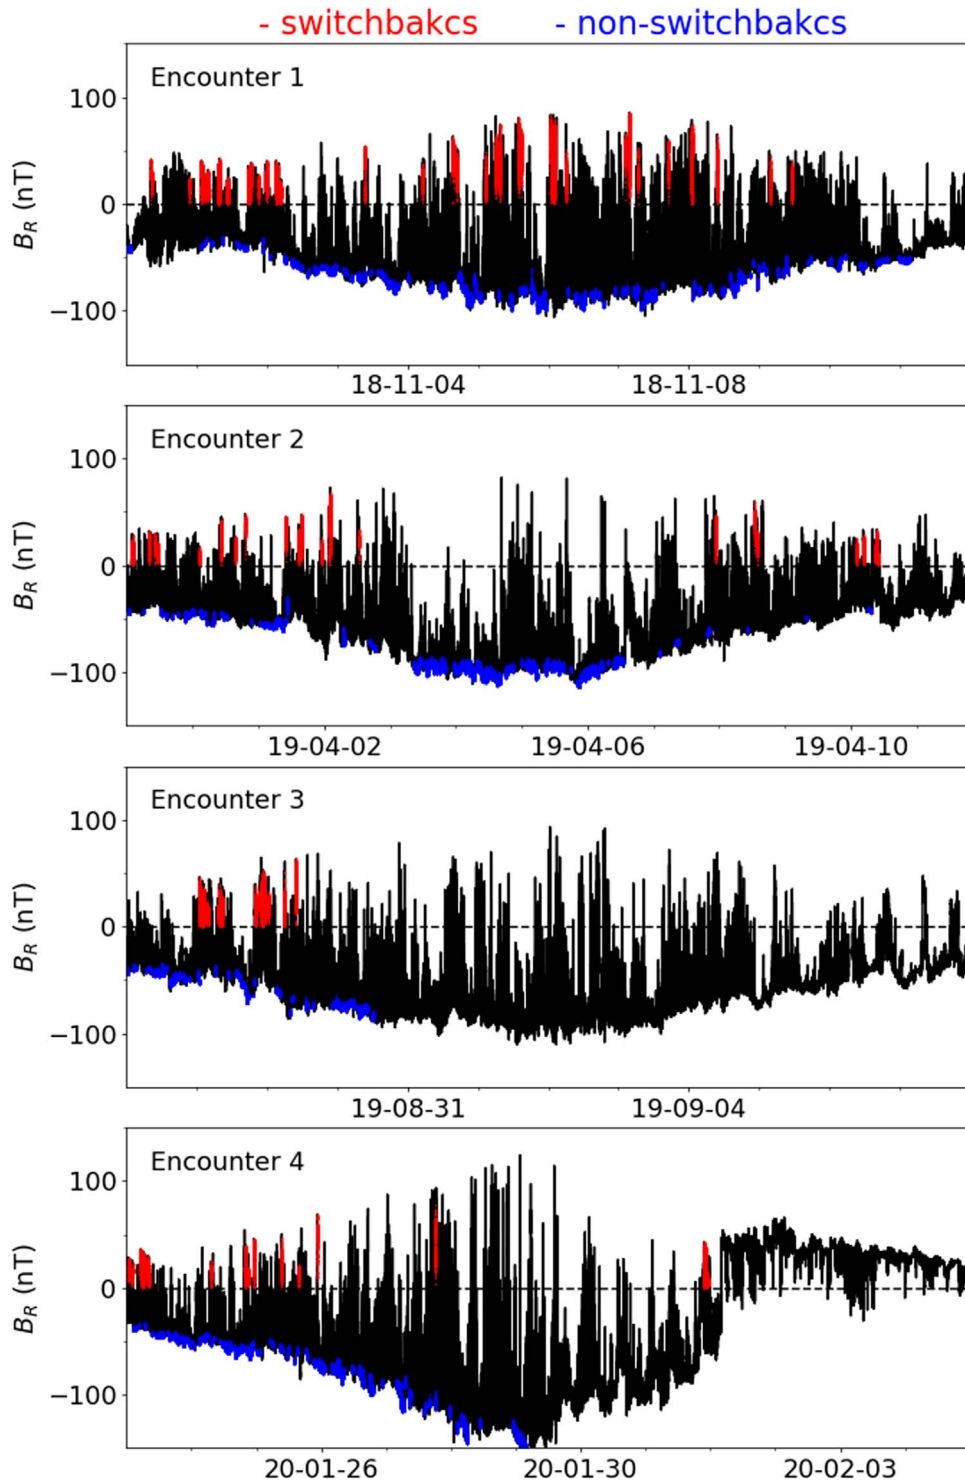 - switchbakcs - non-switchbakcs
Encounter 1
100
0
−100
B_R (nT)
18-11-04 18-11-08
Encounter 2
100
0
−100
B_R (nT)
19-04-02 19-04-06 19-04-10
Encounter 3
100
0
−100
B_R (nT)
19-08-31 19-09-04
Encounter 4
100
0
−100
B_R (nT)
20-01-26 20-01-30 20-02-03